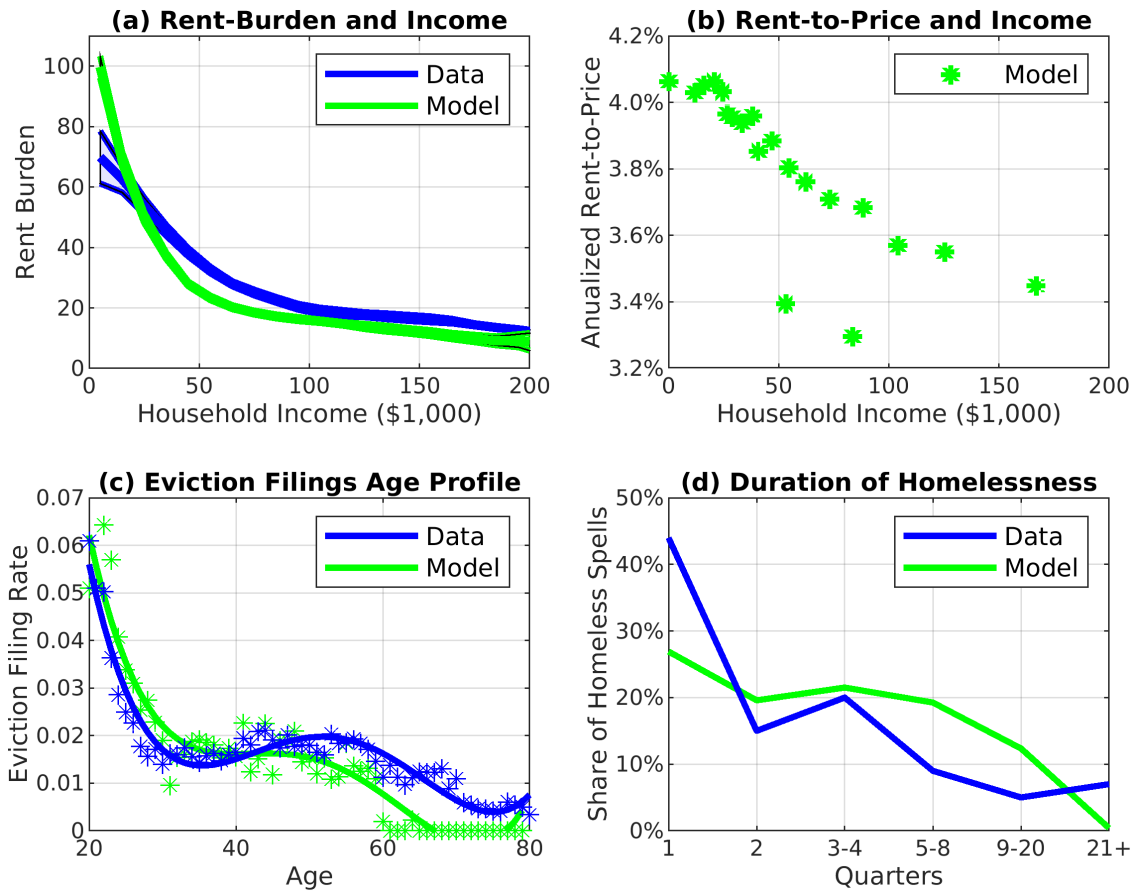 (a) Rent-Burden and Income
Rent Burden
100
80
60
40
20
0
Data
Model
0 50 100 150 200
Household Income ($1,000)
(b) Rent-to-Price and Income
Anualized Rent-to-Price
4.2%
4.0%
3.8%
3.6%
3.4%
3.2%
Model
0 50 100 150 200
Household Income ($1,000)
(c) Eviction Filings Age Profile
Eviction Filing Rate
0.07
0.06
0.05
0.04
0.03
0.02
0.01
0
Data
Model
20 40 60 80
Age
(d) Duration of Homelessness
Share of Homeless Spells
50%
40%
30%
20%
10%
0%
Data
Model
1 2 3-4 5-8 9-20 21+
Quarters